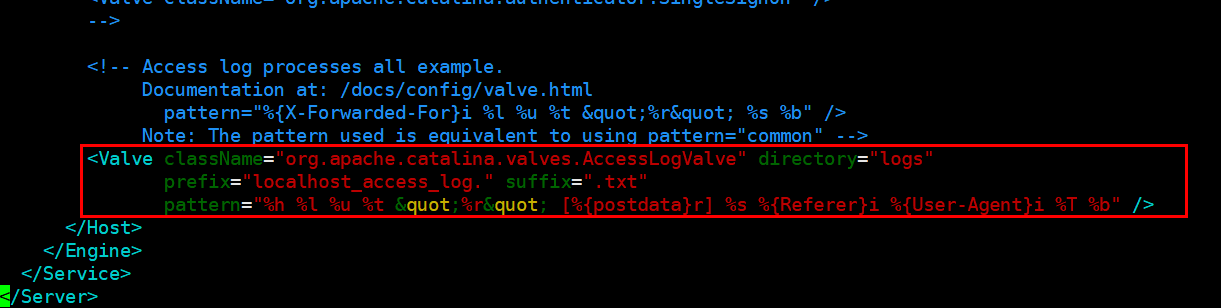 <Valve className="org.apache.catalina.authenticator.SingleSignOn" />
-->
<!-- Access log processes all example.
Documentation at: /docs/config/valve.html
pattern="%{X-Forwarded-For}i %l %u %t &quot;%r&quot; %s %b" />
Note: The pattern used is equivalent to using pattern="common" -->
<Valve className="org.apache.catalina.valves.AccessLogValve" directory="logs"
prefix="localhost_access_log." suffix=".txt"
pattern="%h %l %u %t &quot;%r&quot; [%{postdata}r] %s %{Referer}i %{User-Agent}i %T %b" />
</Host>
</Engine>
</Service>
</Server>